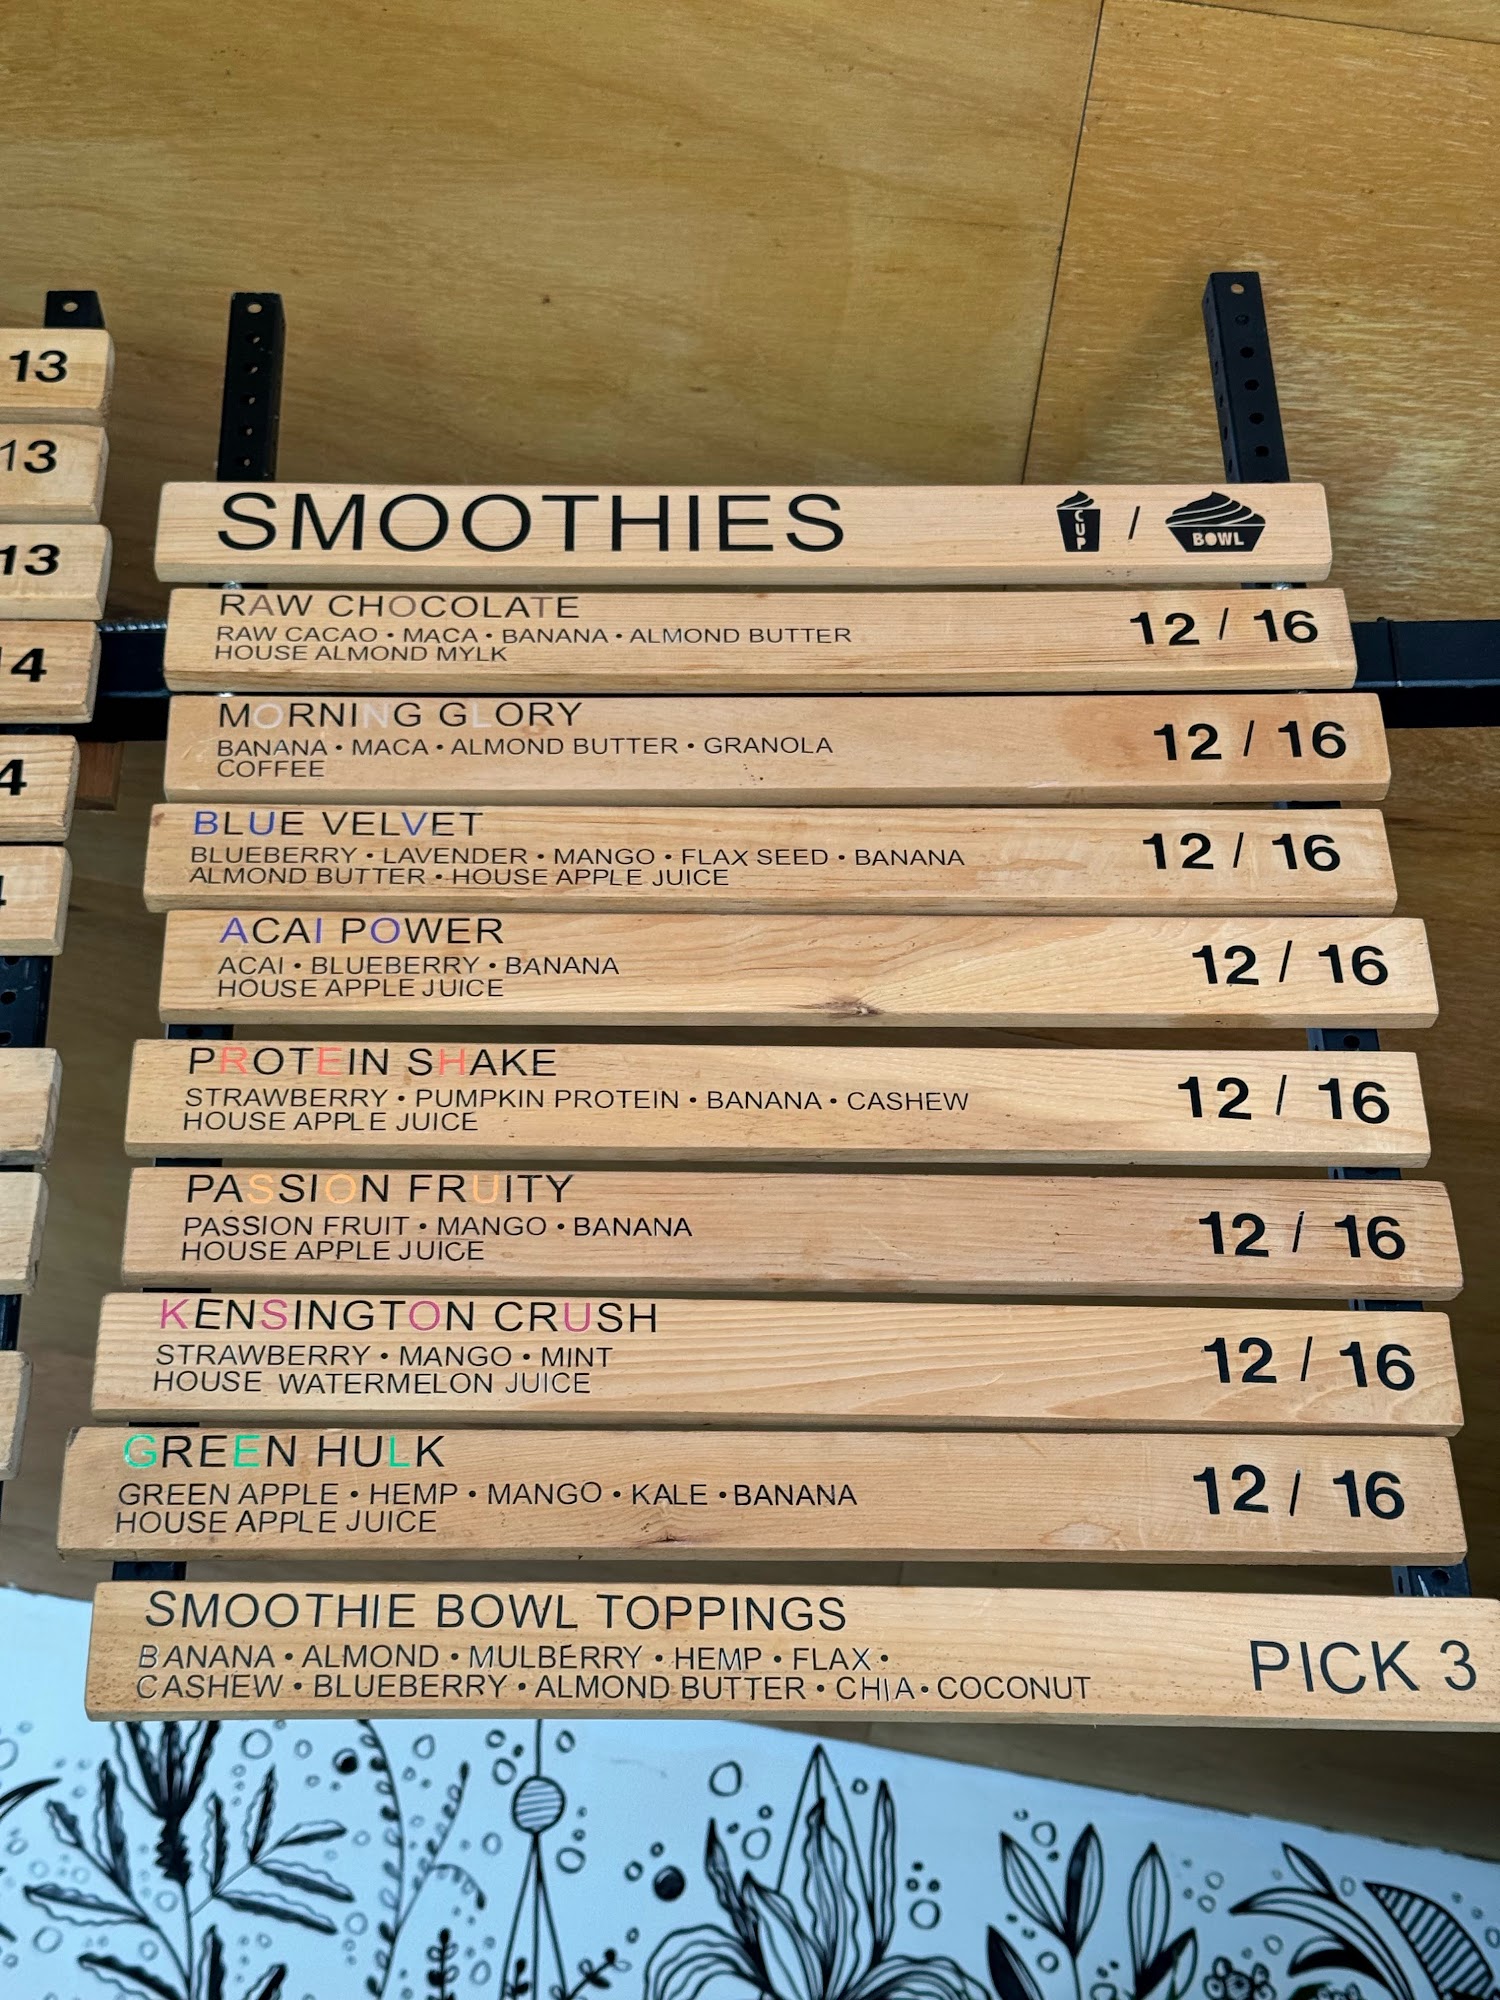 13
13
13
14
4
SMOOTHIES CUP / BOWL
RAW CHOCOLATE
RAW CACAO • MACA • BANANA • ALMOND BUTTER
HOUSE ALMOND MYLK
12 / 16
MORNING GLORY
BANANA • MACA • ALMOND BUTTER • GRANOLA
COFFEE
12 / 16
BLUE VELVET
BLUEBERRY • LAVENDER • MANGO • FLAX SEED • BANANA
ALMOND BUTTER • HOUSE APPLE JUICE
12 / 16
ACAI POWER
ACAI • BLUEBERRY • BANANA
HOUSE APPLE JUICE
12 / 16
PROTEIN SHAKE
STRAWBERRY • PUMPKIN PROTEIN • BANANA • CASHEW
HOUSE APPLE JUICE
12 / 16
PASSION FRUITY
PASSION FRUIT • MANGO • BANANA
HOUSE APPLE JUICE
12 / 16
KENSINGTON CRUSH
STRAWBERRY • MANGO • MINT
HOUSE WATERMELON JUICE
12 / 16
GREEN HULK
GREEN APPLE • HEMP • MANGO • KALE • BANANA
HOUSE APPLE JUICE
12 / 16
SMOOTHIE BOWL TOPPINGS
BANANA • ALMOND • MULBERRY • HEMP • FLAX •
CASHEW • BLUEBERRY • ALMOND BUTTER • CHIA • COCONUT
PICK 3